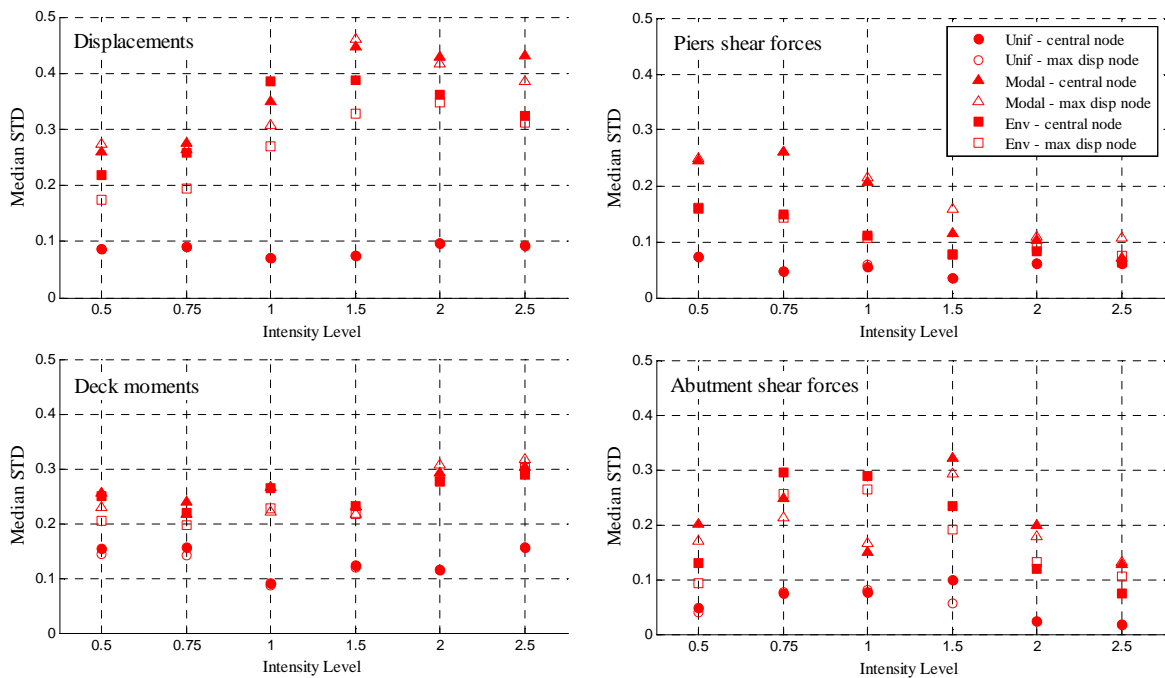 Displacements
0.5
0.4
0.3
0.2
0.1
0
Median STD
0.5 0.75 1 1.5 2 2.5
Intensity Level
Piers shear forces
0.5
0.4
0.3
0.2
0.1
0
Median STD
0.5 0.75 1 1.5 2 2.5
Intensity Level
Unif - central node
Unif - max disp node
Modal - central node
Modal - max disp node
Env - central node
Env - max disp node
Deck moments
0.5
0.4
0.3
0.2
0.1
0
Median STD
0.5 0.75 1 1.5 2 2.5
Intensity Level
Abutment shear forces
0.5
0.4
0.3
0.2
0.1
0
Median STD
0.5 0.75 1 1.5 2 2.5
Intensity Level